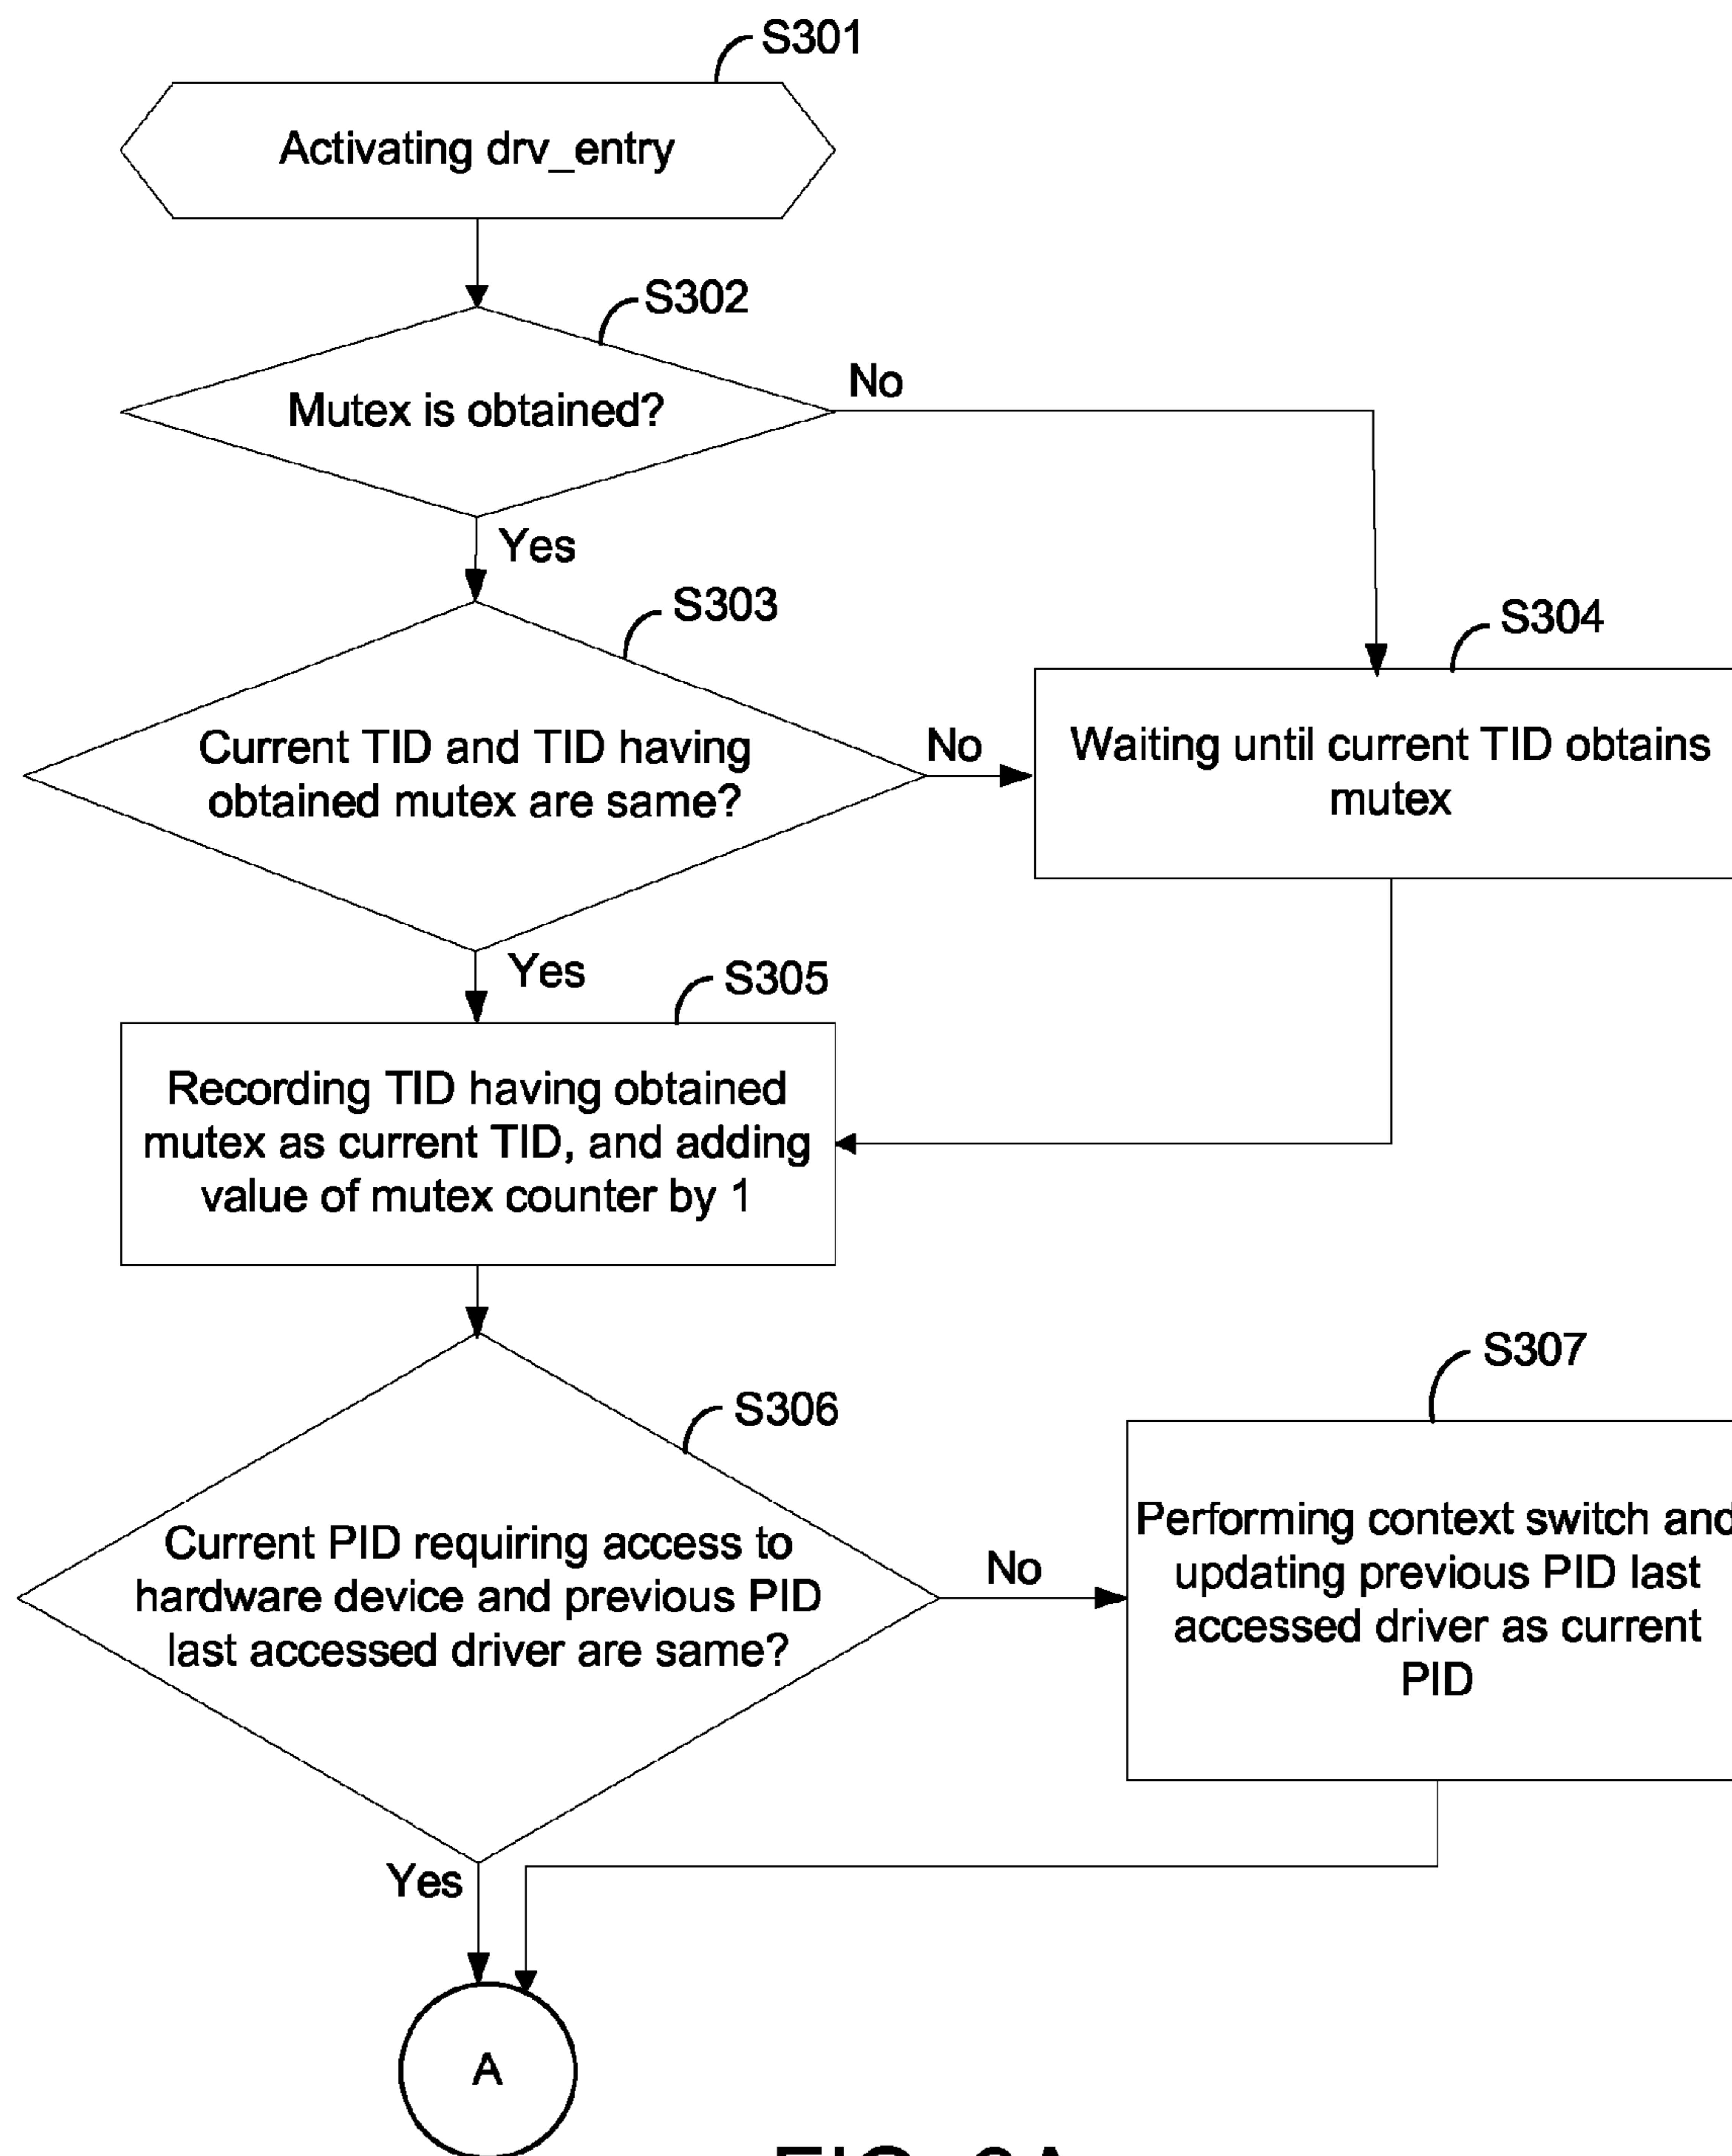 S301
Activating drv_entry
S302
Mutex is obtained?
No
Yes
S303
Current TID and TID having
obtained mutex are same?
No
S304
Waiting until current TID obtains
mutex
Yes
S305
Recording TID having obtained
mutex as current TID, and adding
value of mutex counter by 1
S306
Current PID requiring access to
hardware device and previous PID
last accessed driver are same?
No
S307
Performing context switch and
updating previous PID last
accessed driver as current
PID
Yes
A